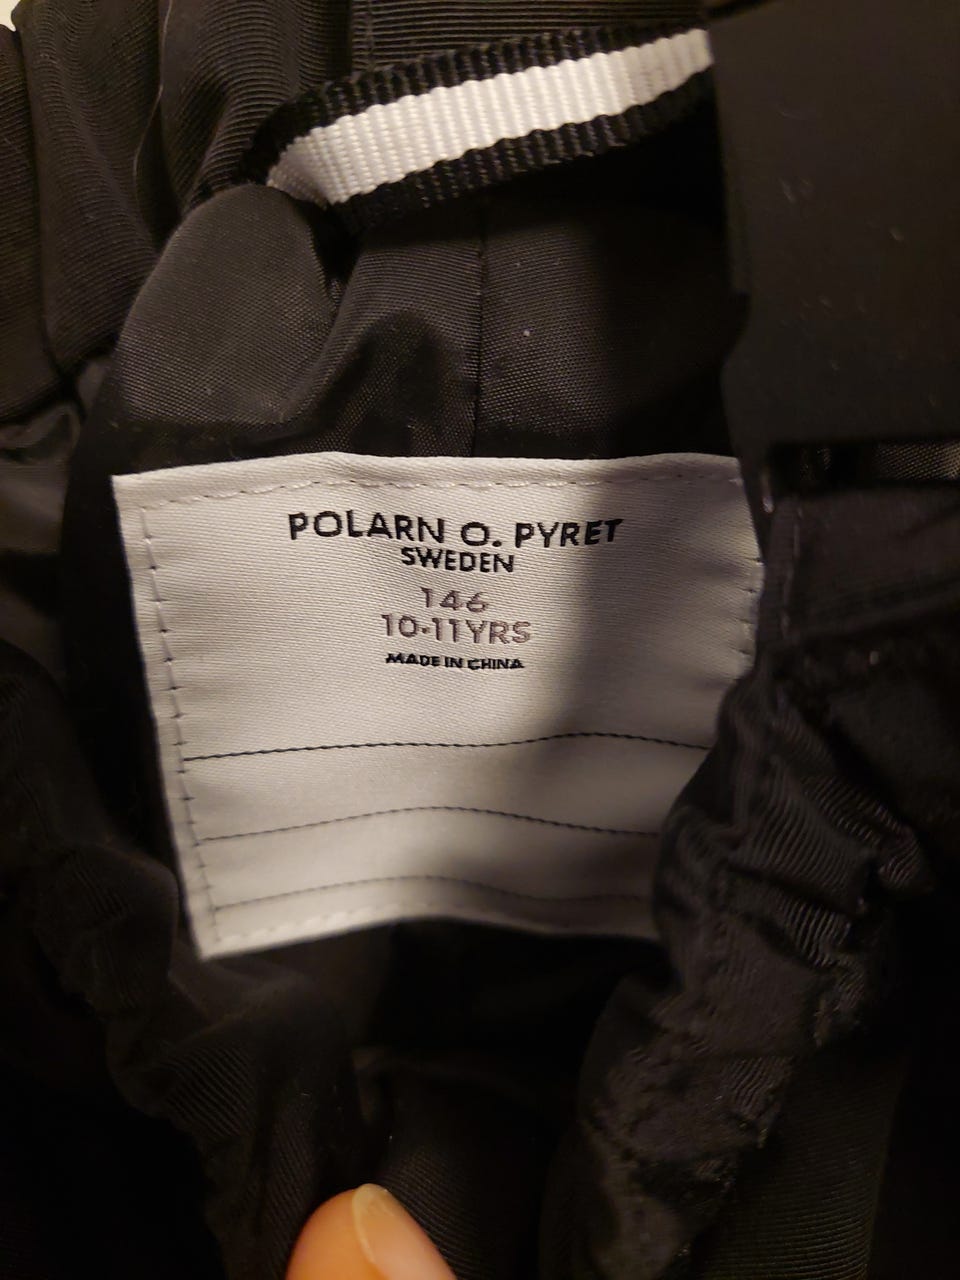 POLARN O. PYRET
SWEDEN
146
10-11YRS
MADE IN CHINA